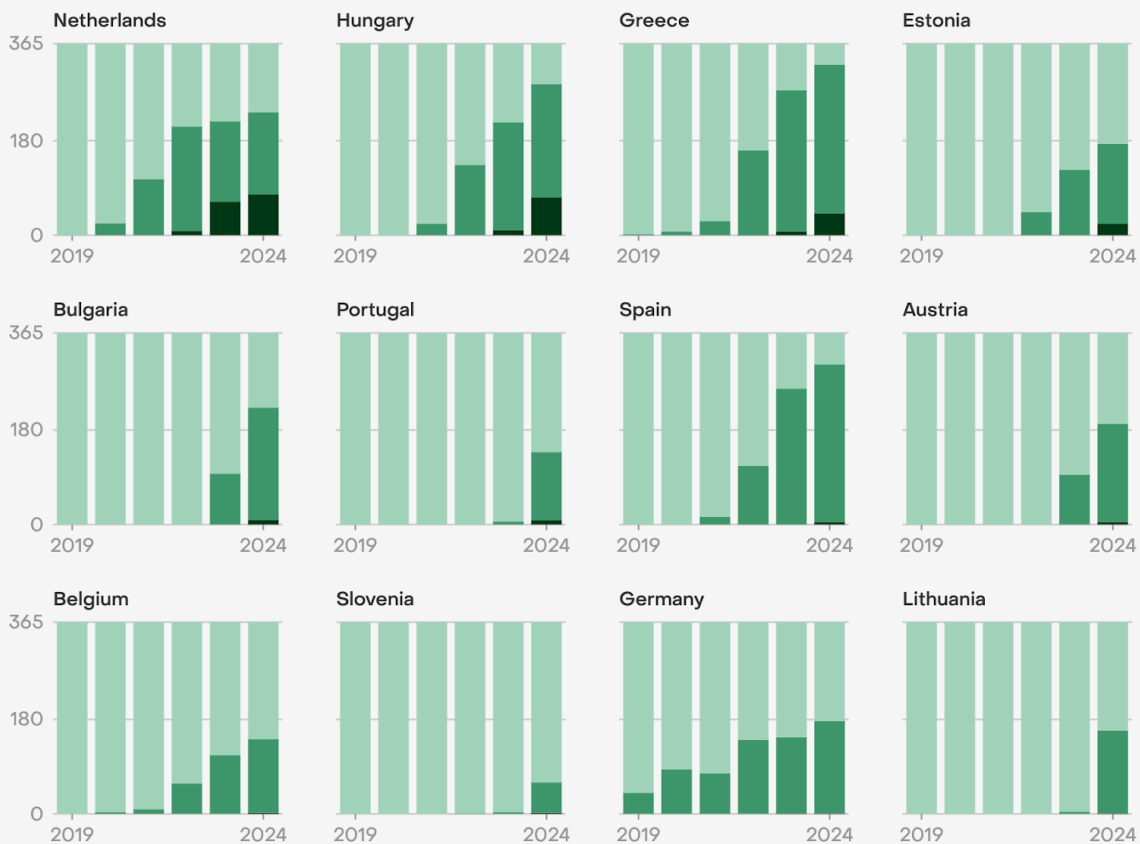 Netherlands Hungary Greece Estonia
365
180
0
2019 2024 2019 2024 2019 2024 2019 2024
Bulgaria Portugal Spain Austria
365
180
0
2019 2024 2019 2024 2019 2024 2019 2024
Belgium Slovenia Germany Lithuania
365
180
0
2019 2024 2019 2024 2019 2024 2019 2024